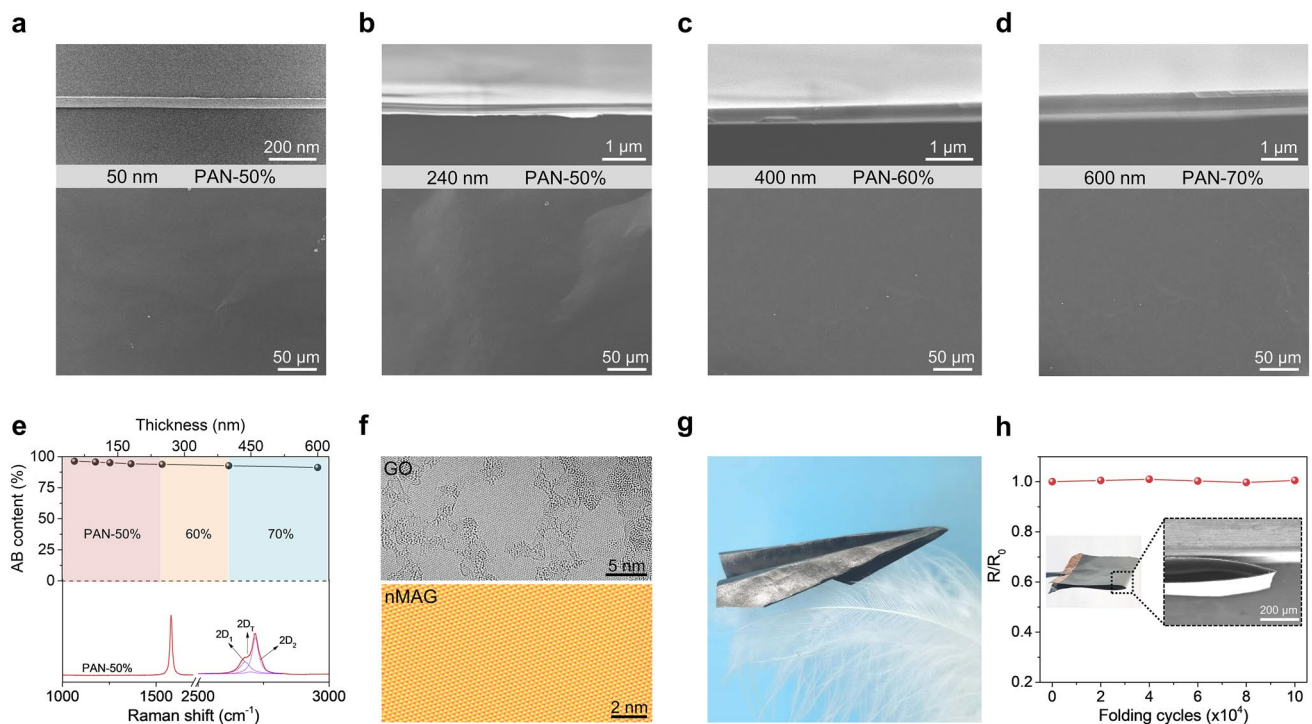 a
b
c
d
200 nm
1 µm
1 µm
1 µm
50 nm PAN-50%
240 nm PAN-50%
400 nm PAN-60%
600 nm PAN-70%
50 µm
50 µm
50 µm
50 µm
e
Thickness (nm)
150 300 450 600
100
75
50
25
0
AB content (%)
PAN-50%
60%
70%
2D₁
2Dₜ
2D₂
PAN-50%
1000 1500 2500 3000
Raman shift (cm⁻¹)
f
GO
5 nm
nMAG
2 nm
g
h
1.0
0.8
0.6
0.4
0.2
R/R₀
200 µm
0 2 4 6 8 10
Folding cycles (x10⁴)